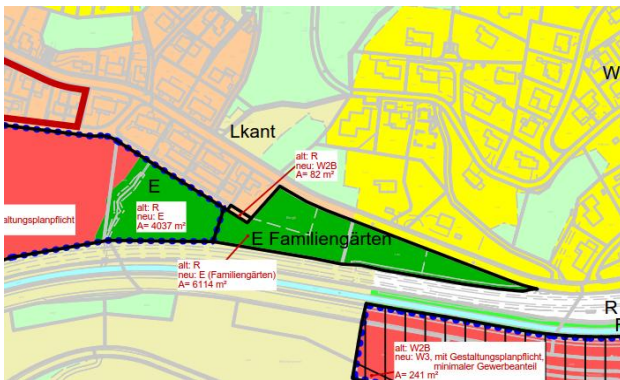 W
Lkant
alt: R
neu: W2B
A= 82 m²
E
altungsplanpflicht
alt: R
neu: E
A= 4037 m²
E Familiengärten
alt: R
neu: E (Familiengärten)
A= 6114 m²
R
alt: W2B
neu: W3, mit Gestaltungsplanpflicht,
minimaler Gewerbeanteil
A= 241 m²